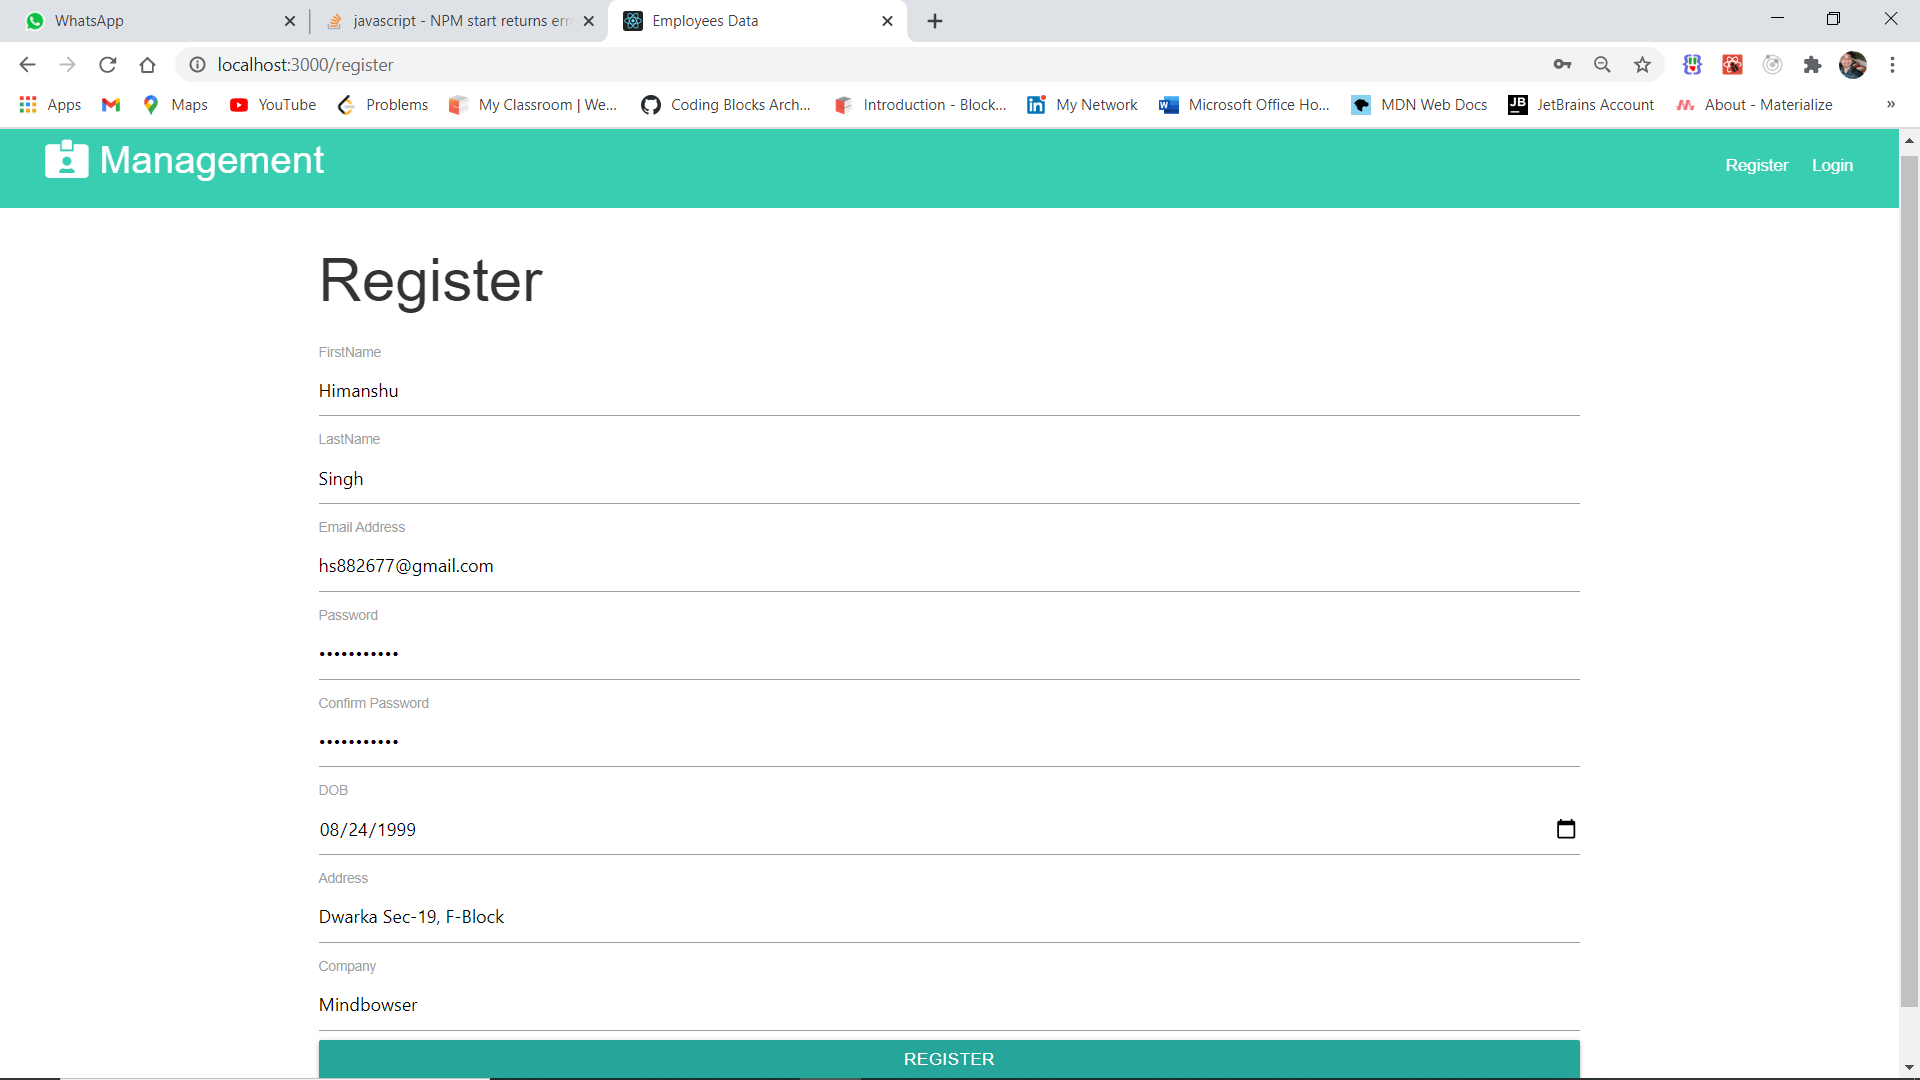 WhatsApp
javascript - NPM start returns err
Employees Data
localhost:3000/register
Apps
Maps
YouTube
Problems
My Classroom | We...
Coding Blocks Arch...
Introduction - Block...
My Network
Microsoft Office Ho...
MDN Web Docs
JB
JetBrains Account
About - Materialize
»
Management
Register
Login
Register
FirstName
Himanshu
LastName
Singh
Email Address
hs882677@gmail.com
Password
•••••••••••
Confirm Password
•••••••••••
DOB
08/24/1999
Address
Dwarka Sec-19, F-Block
Company
Mindbowser
REGISTER